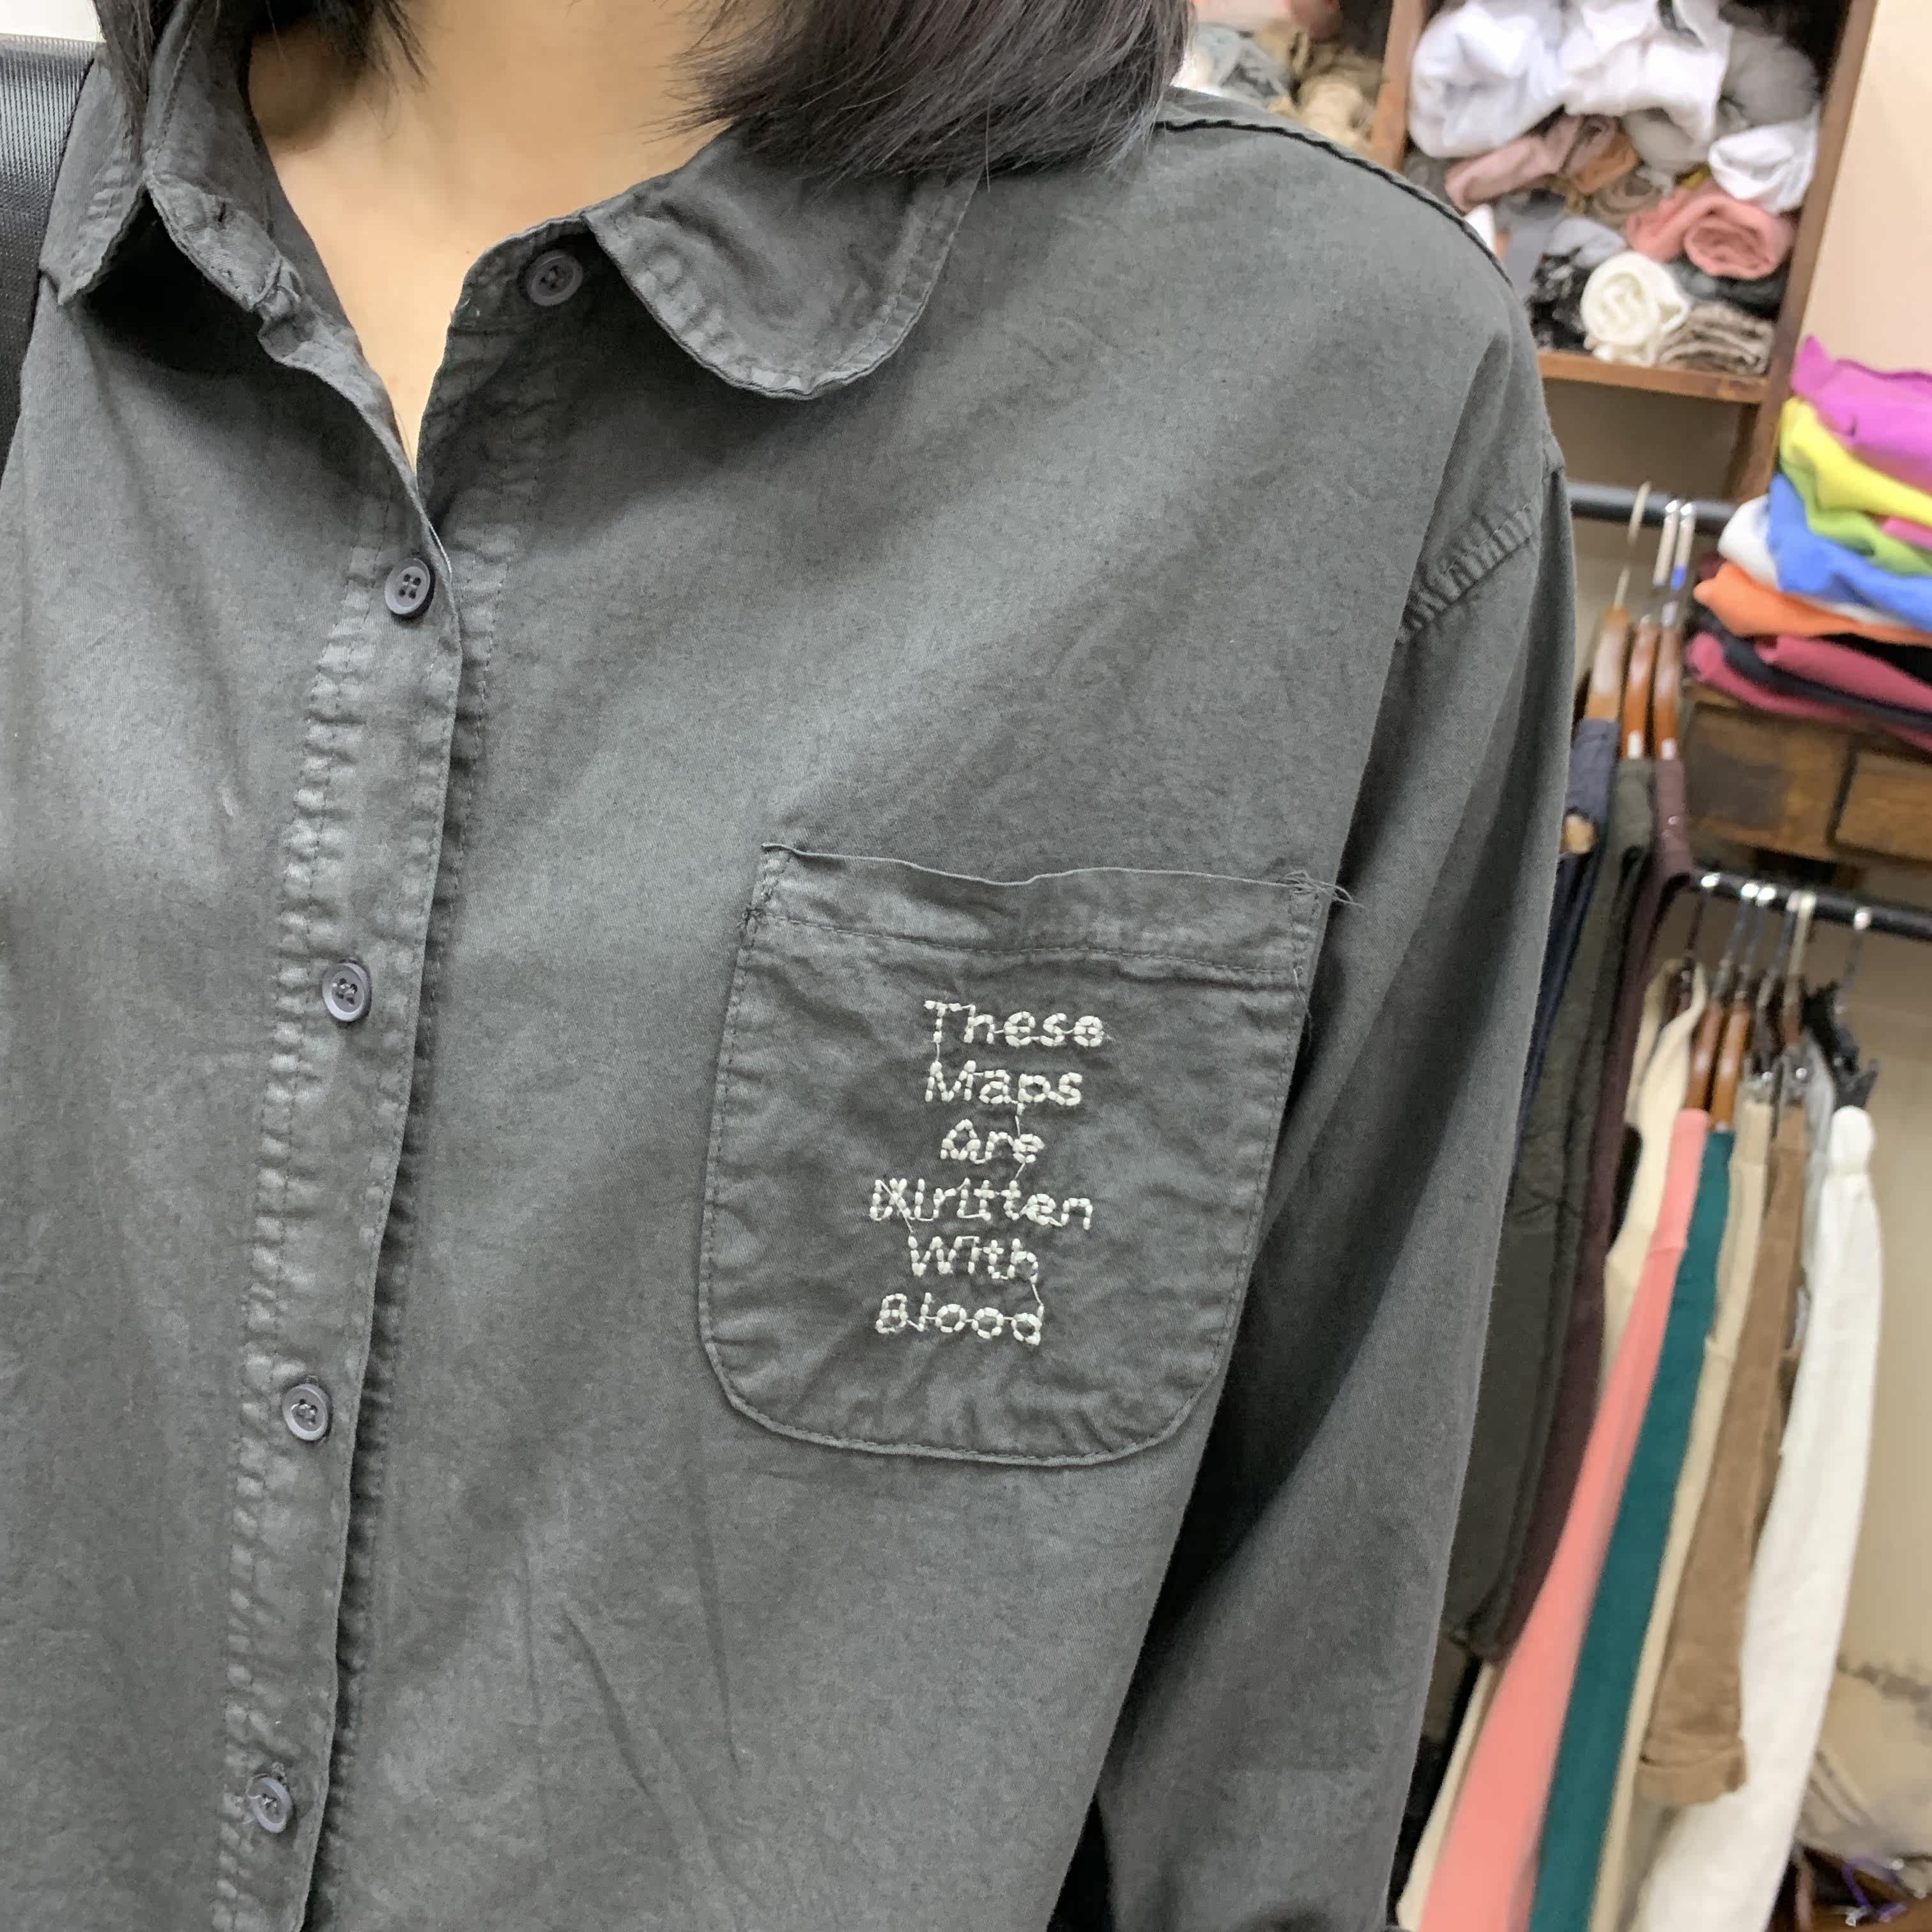 These
Maps
Are
Written
With
Blood